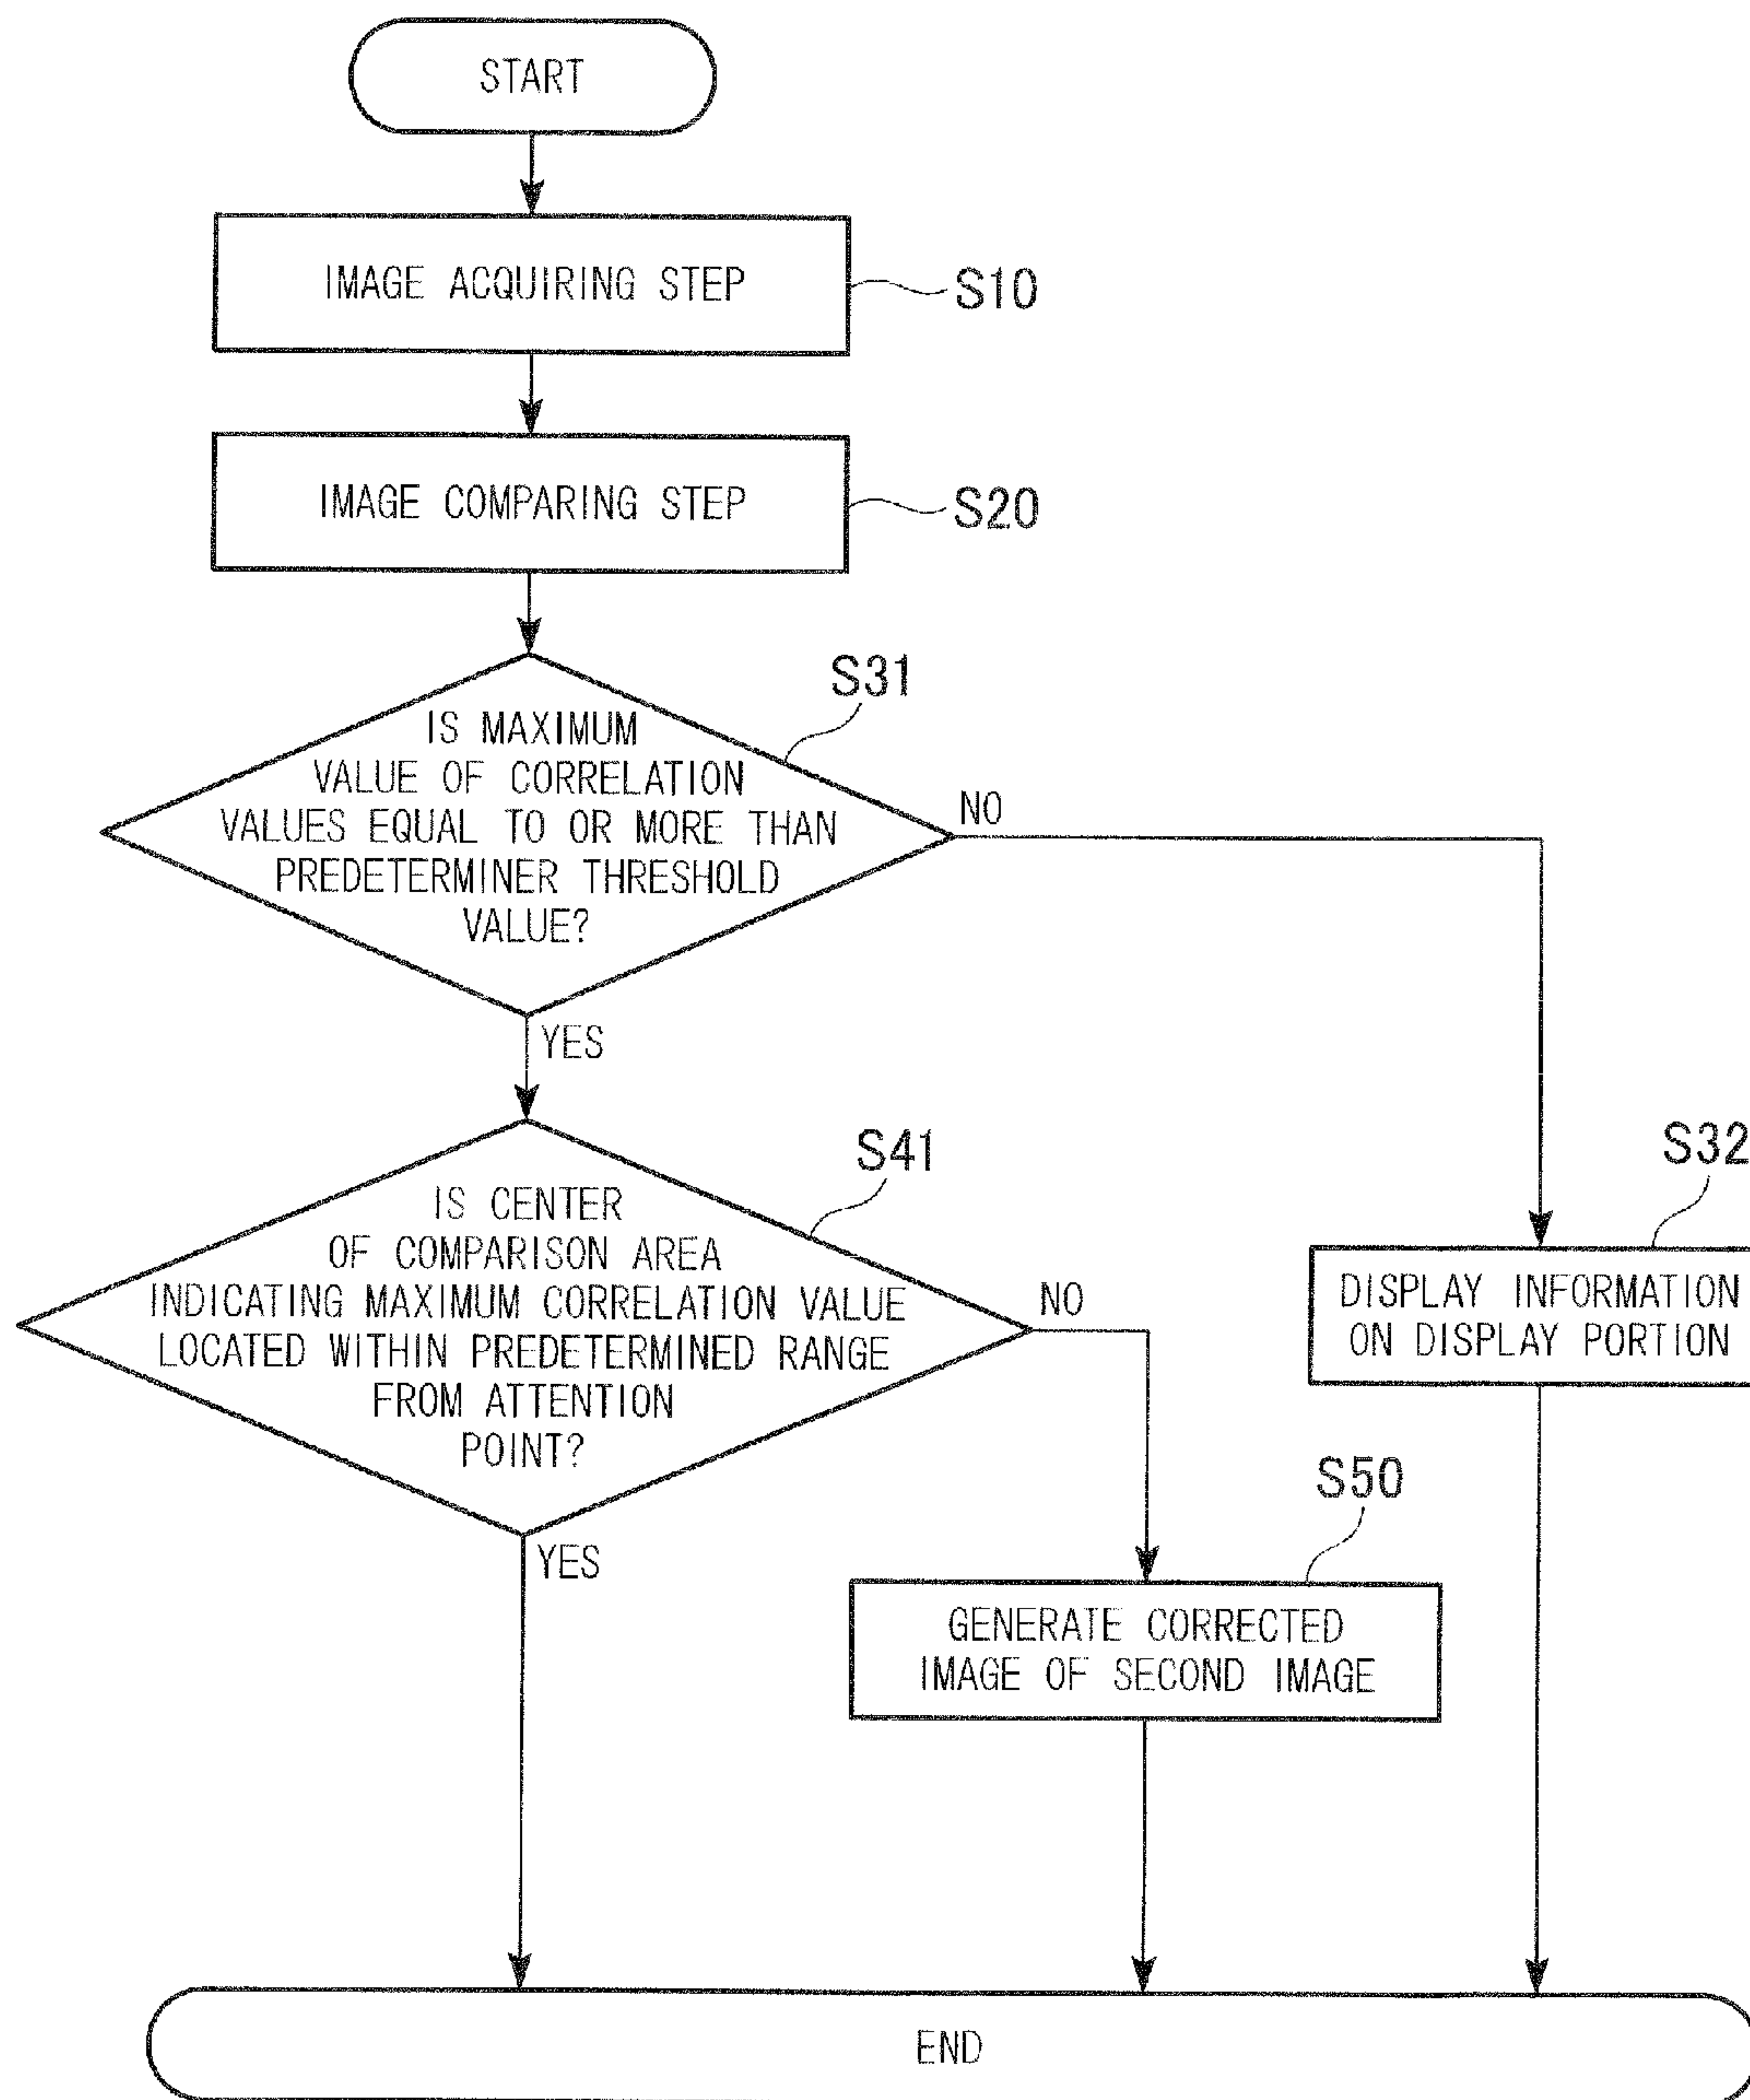 START
IMAGE ACQUIRING STEP
S10
IMAGE COMPARING STEP
S20
S31
IS MAXIMUM
VALUE OF CORRELATION
VALUES EQUAL TO OR MORE THAN
PREDETERMINER THRESHOLD
VALUE?
NO
YES
S41
IS CENTER
OF COMPARISON AREA
INDICATING MAXIMUM CORRELATION VALUE
LOCATED WITHIN PREDETERMINED RANGE
FROM ATTENTION
POINT?
NO
YES
S32
DISPLAY INFORMATION
ON DISPLAY PORTION
S50
GENERATE CORRECTED
IMAGE OF SECOND IMAGE
END